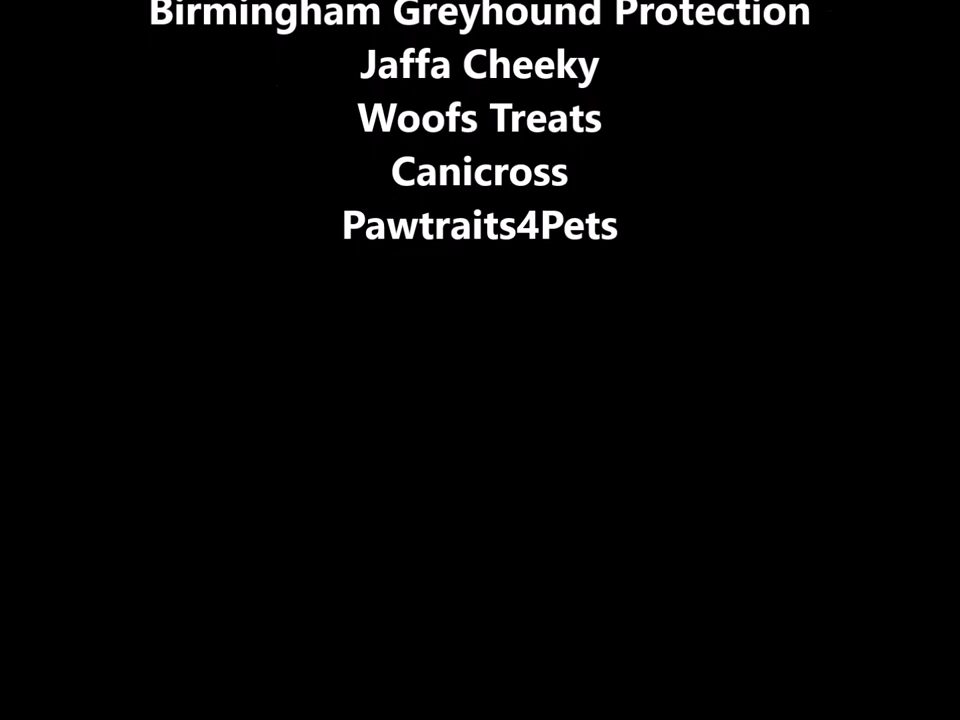 Birmingham Greyhound Protection
Jaffa Cheeky
Woofs Treats
Canicross
Pawtraits4Pets